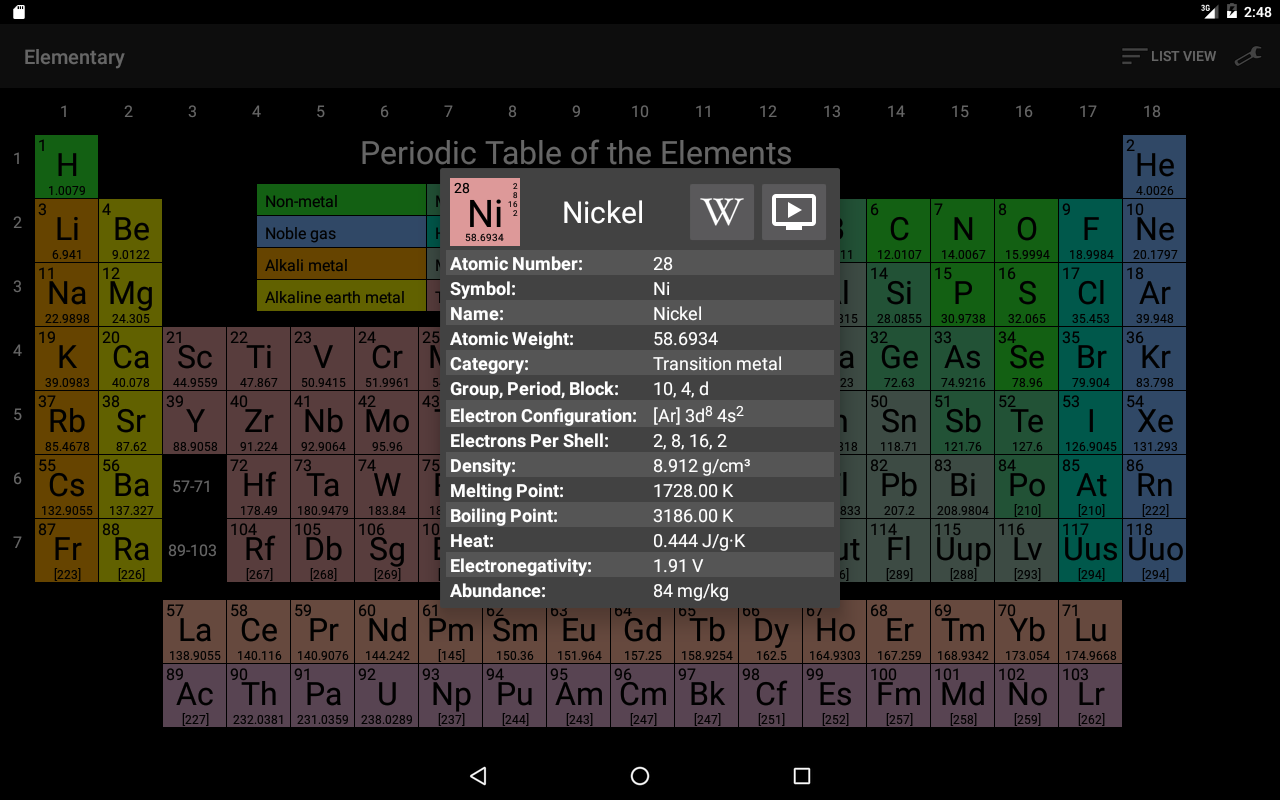 3G 2:48
Elementary LIST VIEW
1 2 3 4 5 6 7 8 9 10 11 12 13 14 15 16 17 18
Periodic Table of the Elements
1
1 H 1.0079
2 He 4.0026
Non-metal
Noble gas
Alkali metal
Alkaline earth metal
2
3 Li 6.941
4 Be 9.0122
6 C 12.0107
7 N 14.0067
8 O 15.9994
9 F 18.9984
10 Ne 20.1797
3
11 Na 22.9898
12 Mg 24.305
14 Si 28.0855
15 P 30.9738
16 S 32.065
17 Cl 35.453
18 Ar 39.948
4
19 K 39.0983
20 Ca 40.078
21 Sc 44.9559
22 Ti 47.867
23 V 50.9415
24 Cr 51.9961
25
32 Ge 72.63
33 As 74.9216
34 Se 78.96
35 Br 79.904
36 Kr 83.798
5
37 Rb 85.4678
38 Sr 87.62
39 Y 88.9058
40 Zr 91.224
41 Nb 92.9064
42 Mo 95.96
43
50 Sn 118.71
51 Sb 121.76
52 Te 127.6
53 I 126.9045
54 Xe 131.293
6
55 Cs 132.9055
56 Ba 137.327
57-71
72 Hf 178.49
73 Ta 180.9479
74 W 183.84
75
82 Pb 207.2
83 Bi 208.9804
84 Po [210]
85 At [210]
86 Rn [222]
7
87 Fr [223]
88 Ra [226]
89-103
104 Rf [267]
105 Db [268]
106 Sg [269]
114 Fl [289]
115 Uup [288]
116 Lv [293]
117 Uus [294]
118 Uuo [294]
57 La 138.9055
58 Ce 140.116
59 Pr 140.9076
60 Nd 144.242
61 Pm [145]
62 Sm 150.36
63 Eu 151.964
64 Gd 157.25
65 Tb 158.9254
66 Dy 162.5
67 Ho 164.9303
68 Er 167.259
69 Tm 168.9342
70 Yb 173.054
71 Lu 174.9668
89 Ac [227]
90 Th 232.0381
91 Pa 231.0359
92 U 238.0289
93 Np [237]
94 Pu [244]
95 Am [243]
96 Cm [247]
97 Bk [247]
98 Cf [251]
99 Es [252]
100 Fm [257]
101 Md [258]
102 No [259]
103 Lr [262]
28 Ni 58.6934
2
8
16
2
Nickel W
Atomic Number: 28
Symbol: Ni
Name: Nickel
Atomic Weight: 58.6934
Category: Transition metal
Group, Period, Block: 10, 4, d
Electron Configuration: [Ar] 3d⁸ 4s²
Electrons Per Shell: 2, 8, 16, 2
Density: 8.912 g/cm³
Melting Point: 1728.00 K
Boiling Point: 3186.00 K
Heat: 0.444 J/g·K
Electronegativity: 1.91 V
Abundance: 84 mg/kg